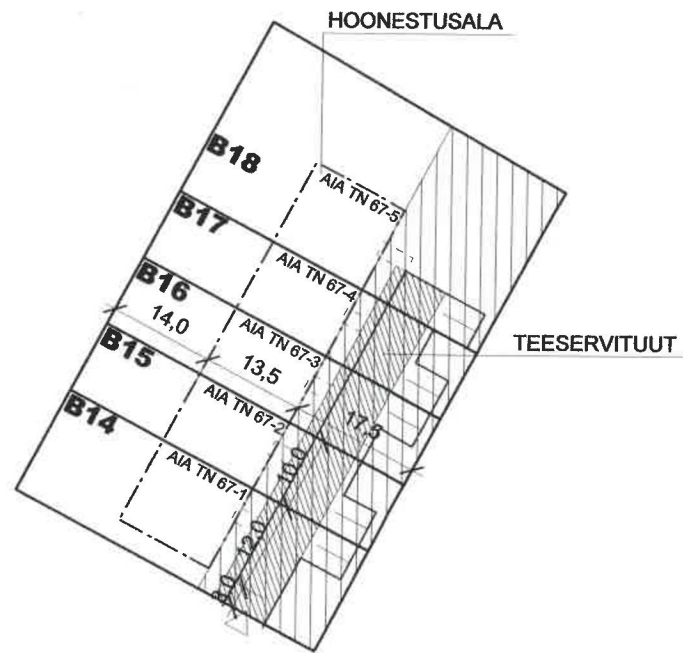 HOONESTUSALA
B18
AIA TN 67-5
B17
AIA TN 67-4
B16
14,0
AIA TN 67-3
13,5
TEESERVITUUT
B15
AIA TN 67-2
17,5
B14
AIA TN 67-1
10,0
12,0